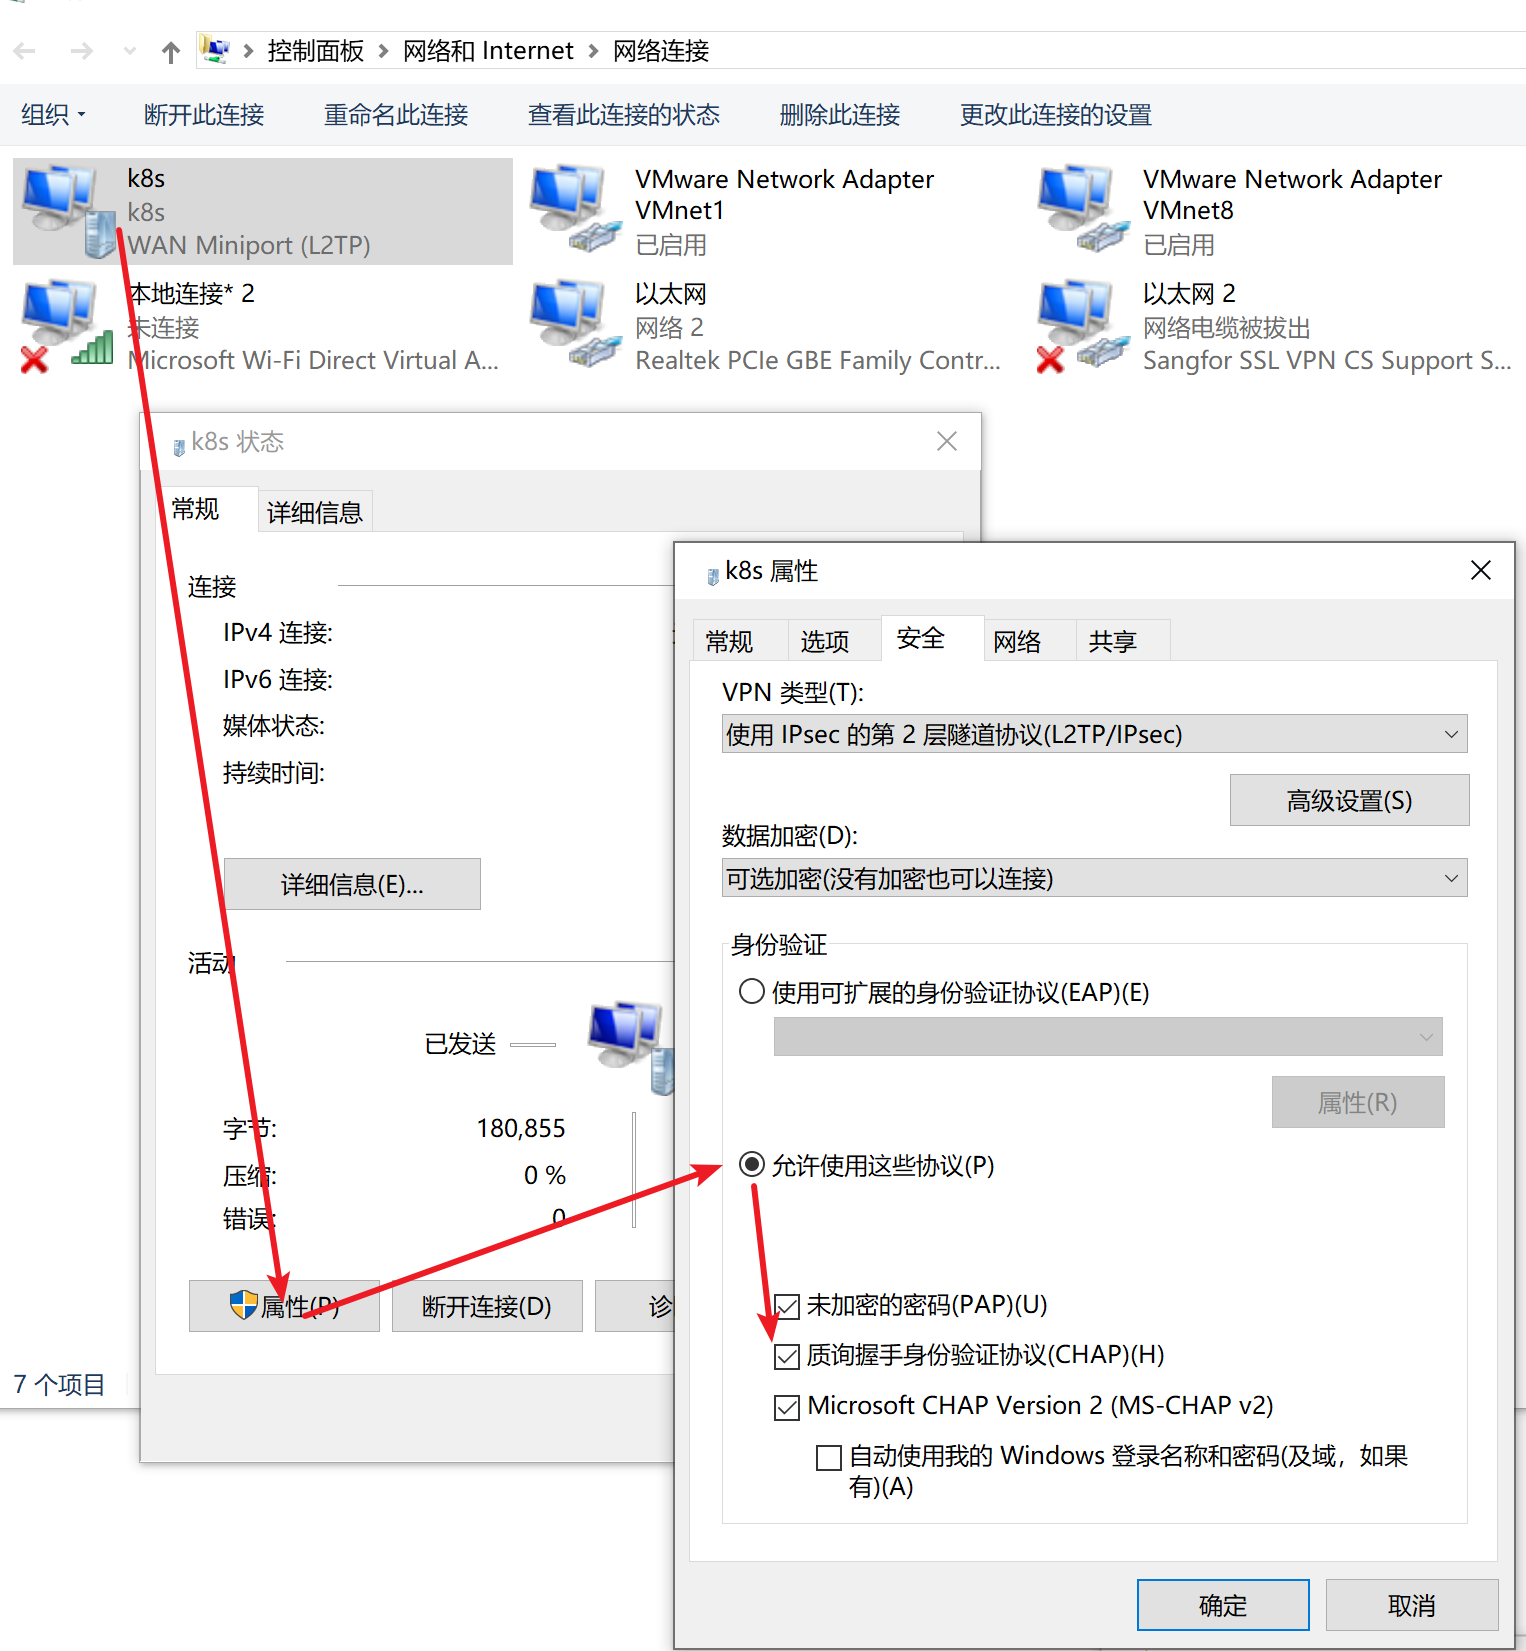 控制面板 > 网络和 Internet > 网络连接
组织 断开此连接 重命名此连接 查看此连接的状态 删除此连接 更改此连接的设置
k8s
k8s
WAN Miniport (L2TP)
VMware Network Adapter
VMnet1
已启用
VMware Network Adapter
VMnet8
已启用
本地连接* 2
未连接
Microsoft Wi-Fi Direct Virtual A...
以太网
网络 2
Realtek PCIe GBE Family Contr...
以太网 2
网络电缆被拔出
Sangfor SSL VPN CS Support S...
k8s 状态
常规 详细信息
连接
IPv4 连接:
IPv6 连接:
媒体状态:
持续时间:
详细信息(E)...
活动
已发送
字节: 180,855
压缩: 0 %
错误: 0
属性(P) 断开连接(D)
7 个项目
k8s 属性
常规 选项 安全 网络 共享
VPN 类型(T):
使用 IPsec 的第 2 层隧道协议(L2TP/IPsec)
高级设置(S)
数据加密(D):
可选加密(没有加密也可以连接)
身份验证
使用可扩展的身份验证协议(EAP)(E)
属性(R)
允许使用这些协议(P)
未加密的密码(PAP)(U)
质询握手身份验证协议(CHAP)(H)
Microsoft CHAP Version 2 (MS-CHAP v2)
自动使用我的 Windows 登录名称和密码(及域，如果
有)(A)
确定 取消